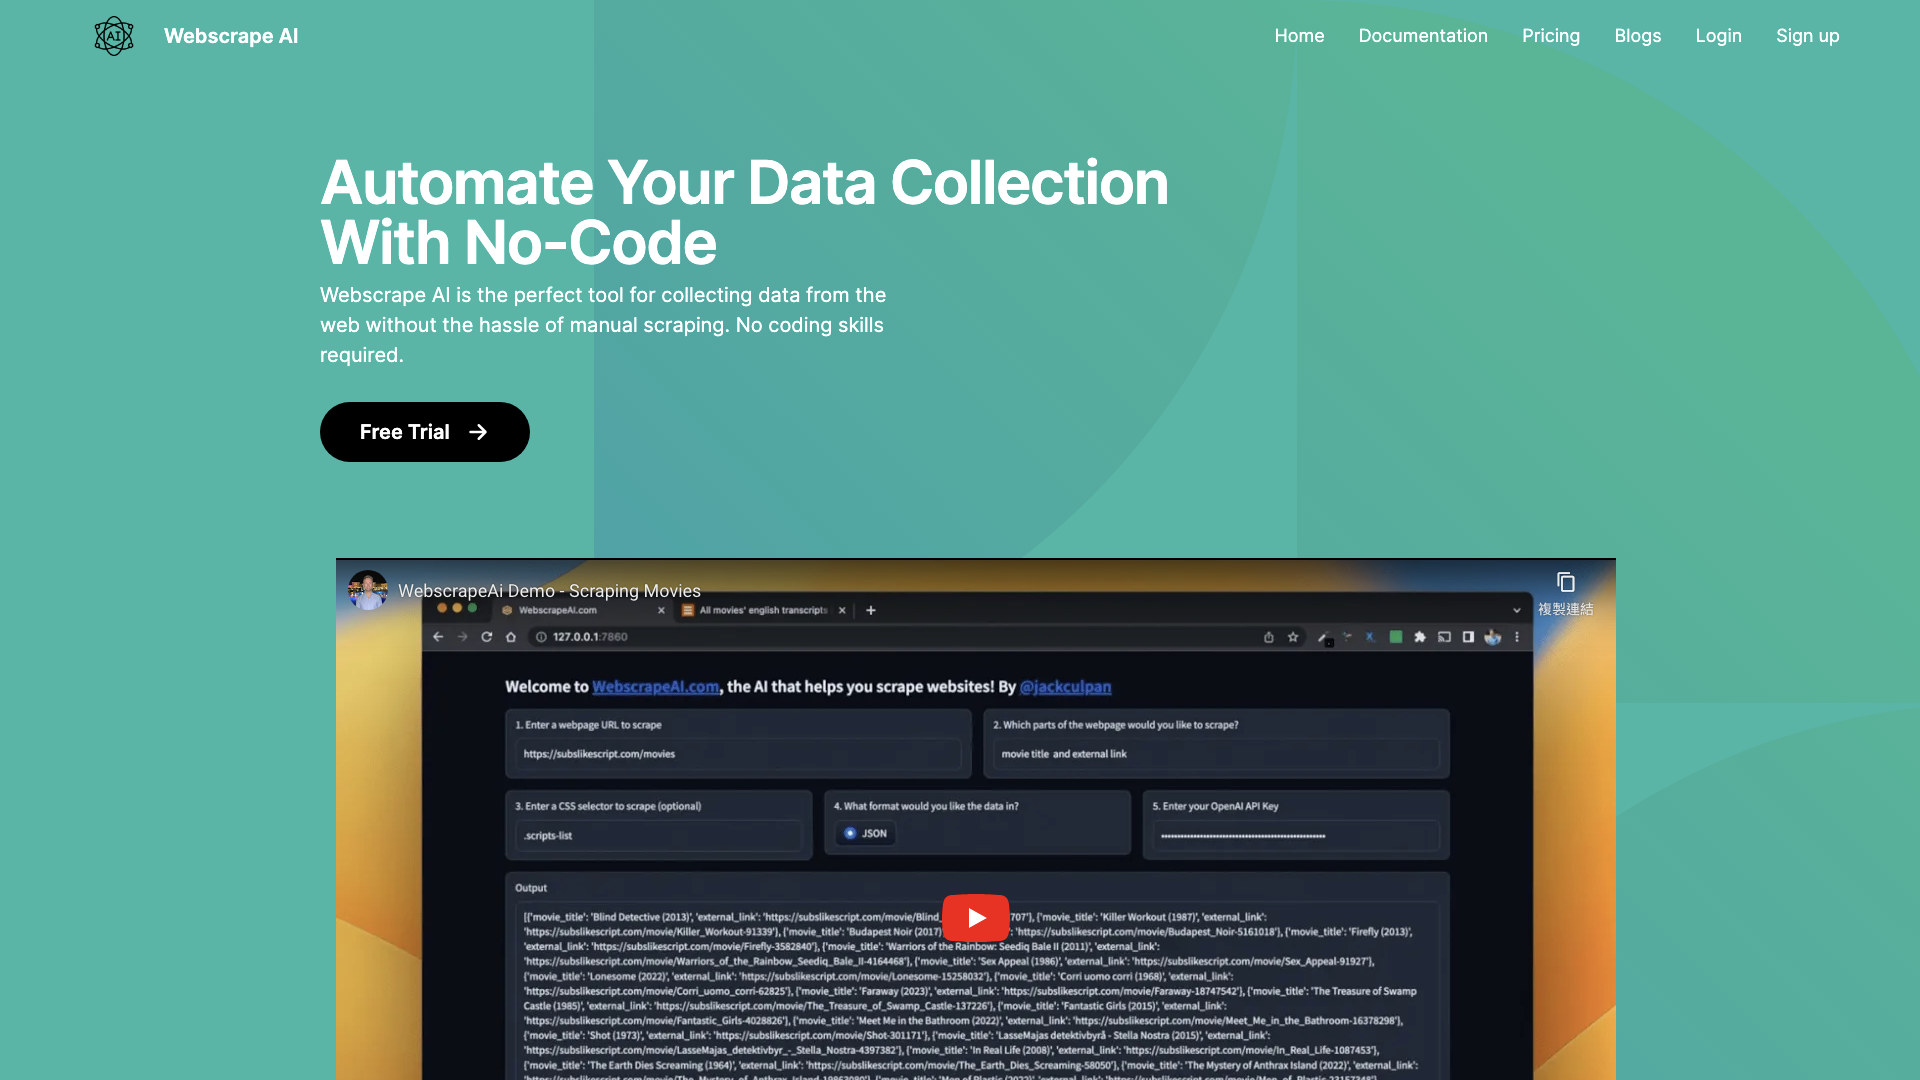 AI
Webscrape AI
Home
Documentation
Pricing
Blogs
Login
Sign up
Automate Your Data Collection
With No-Code
Webscrape AI is the perfect tool for collecting data from the
web without the hassle of manual scraping. No coding skills
required.
Free Trial
WebscrapeAi Demo - Scraping Movies
複製連結
WebscrapeAI.com
All movies' english transcripts
127.0.0.1:7860
Welcome to WebscrapeAI.com, the AI that helps you scrape websites! By @jackculpan
1. Enter a webpage URL to scrape
https://subslikescript.com/movies
2. Which parts of the webpage would you like to scrape?
movie title and external link
3. Enter a CSS selector to scrape (optional)
.scripts-list
4. What format would you like the data in?
JSON
5. Enter your OpenAI API Key
Output
[{'movie_title': 'Blind Detective (2013)', 'external_link': 'https://subslikescript.com/movie/Blind_ 707'}, {'movie_title': 'Killer Workout (1987)', 'external_link':
'https://subslikescript.com/movie/Killer_Workout-91339'}, {'movie_title': 'Budapest Noir (2017) 'https://subslikescript.com/movie/Budapest_Noir-5161018'}, {'movie_title': 'Firefly (2013)',
'external_link': 'https://subslikescript.com/movie/Firefly-3582840'}, {'movie_title': 'Warriors of the Rainbow: Seediq Bale II (2011)', 'external_link':
'https://subslikescript.com/movie/Warriors_of_the_Rainbow_Seediq_Bale_II-4164468'}, {'movie_title': 'Sex Appeal (1986)', 'external_link': 'https://subslikescript.com/movie/Sex_Appeal-91927'},
{'movie_title': 'Lonesome (2022)', 'external_link': 'https://subslikescript.com/movie/Lonesome-15258032'}, {'movie_title': 'Corri uomo corri (1968)', 'external_link':
'https://subslikescript.com/movie/Corri_uomo_corri-62825'}, {'movie_title': 'Faraway (2023)', 'external_link': 'https://subslikescript.com/movie/Faraway-18747542'}, {'movie_title': 'The Treasure of Swamp
Castle (1985)', 'external_link': 'https://subslikescript.com/movie/The_Treasure_of_Swamp_Castle-137226'}, {'movie_title': 'Fantastic Girls (2015)', 'external_link':
'https://subslikescript.com/movie/Fantastic_Girls-4028826'}, {'movie_title': 'Meet Me in the Bathroom (2022)', 'external_link': 'https://subslikescript.com/movie/Meet_Me_in_the_Bathroom-16378298'},
{'movie_title': 'Shot (1973)', 'external_link': 'https://subslikescript.com/movie/Shot-301171'}, {'movie_title': 'LasseMajas detektivbyrå - Stella Nostra (2015)', 'external_link':
'https://subslikescript.com/movie/LasseMajas_detektivbyr_-_Stella_Nostra-4397382'}, {'movie_title': 'In Real Life (2008)', 'external_link': 'https://subslikescript.com/movie/In_Real_Life-1087453'},
{'movie_title': 'The Earth Dies Screaming (1964)', 'external_link': 'https://subslikescript.com/movie/The_Earth_Dies_Screaming-58050'}, {'movie_title': 'The Mystery of Anthrax Island (2022)', 'external_link':